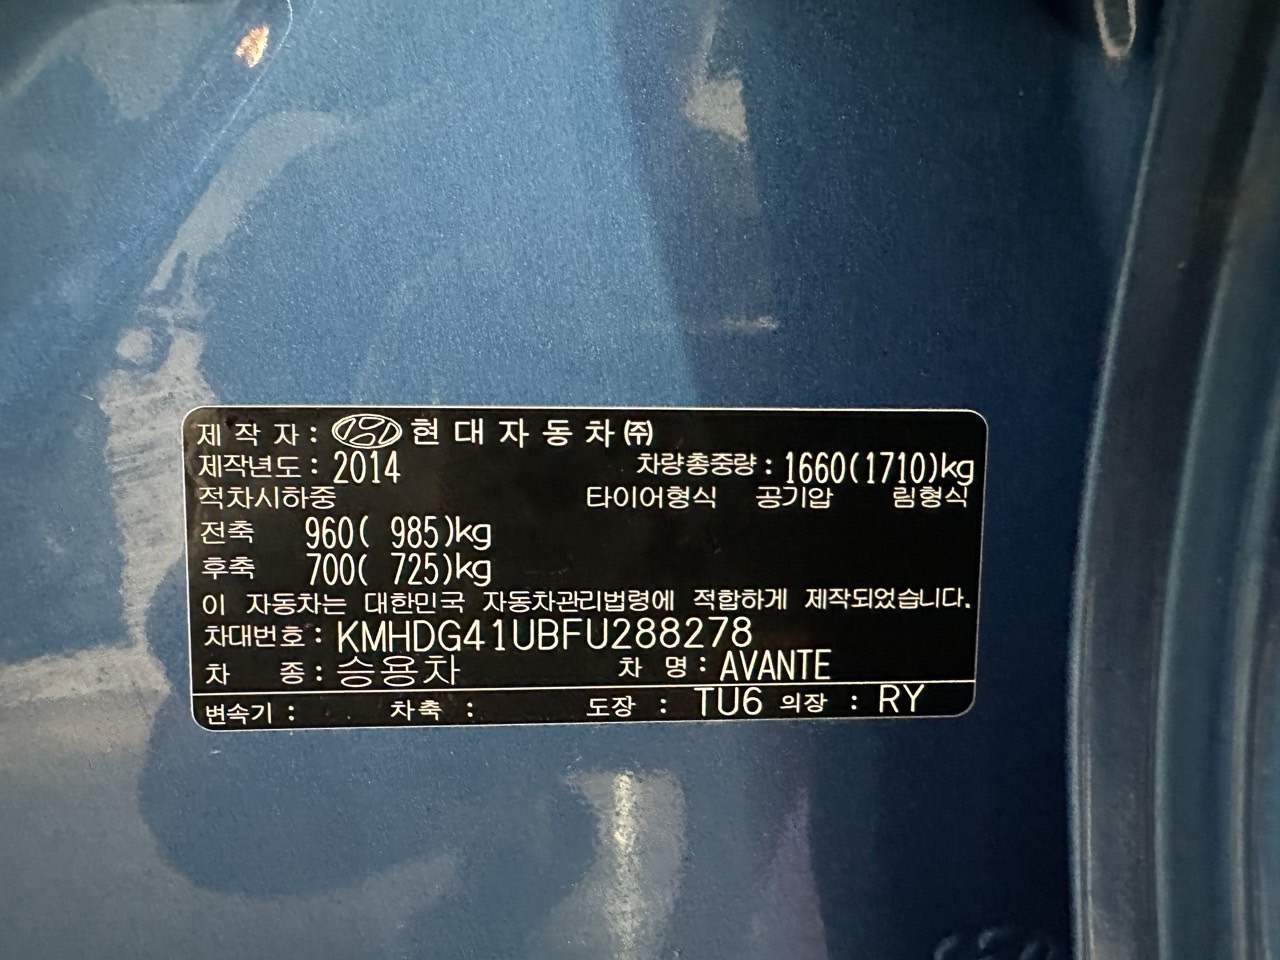 제 작 자 : 현 대 자 동 차 ㈜
제작년도 : 2014 차량총중량 : 1660(1710)kg
적차시하중 타이어형식 공기압 림형식
전축 960( 985)kg
후축 700( 725)kg
이 자동차는 대한민국 자동차관리법령에 적합하게 제작되었습니다.
차대번호 : KMHDG41UBFU288278
차 종 : 승용차 차 명 : AVANTE
변속기 : 차축 : 도장 : TU6 의장 : RY